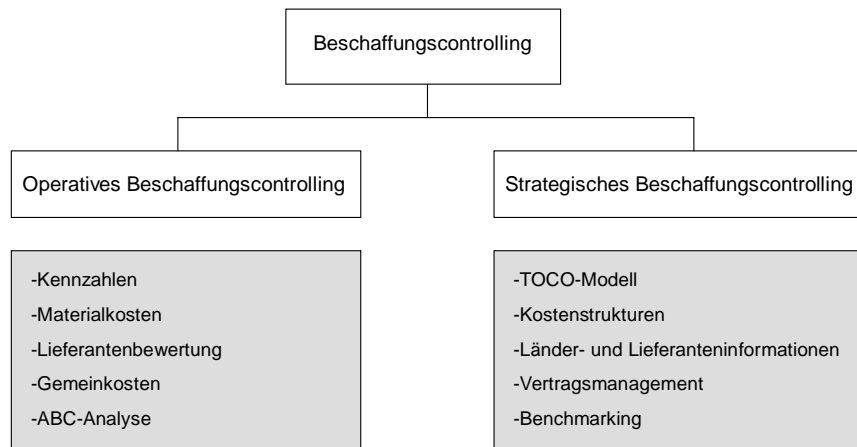 Beschaffungscontrolling
Operatives Beschaffungscontrolling
Strategisches Beschaffungscontrolling
-Kennzahlen
-Materialkosten
-Lieferantenbewertung
-Gemeinkosten
-ABC-Analyse
-TOCO-Modell
-Kostenstrukturen
-Länder- und Lieferanteninformationen
-Vertragsmanagement
-Benchmarking